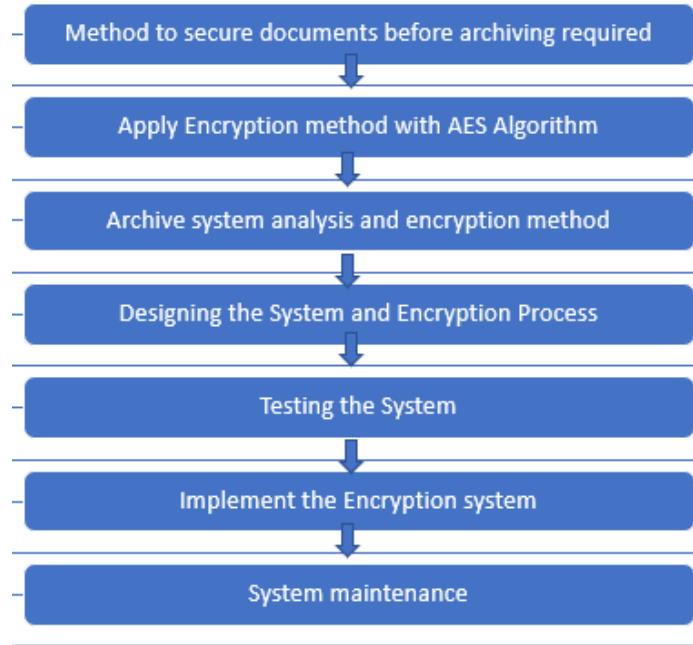 Method to secure documents before archiving required
Apply Encryption method with AES Algorithm
Archive system analysis and encryption method
Designing the System and Encryption Process
Testing the System
Implement the Encryption system
System maintenance